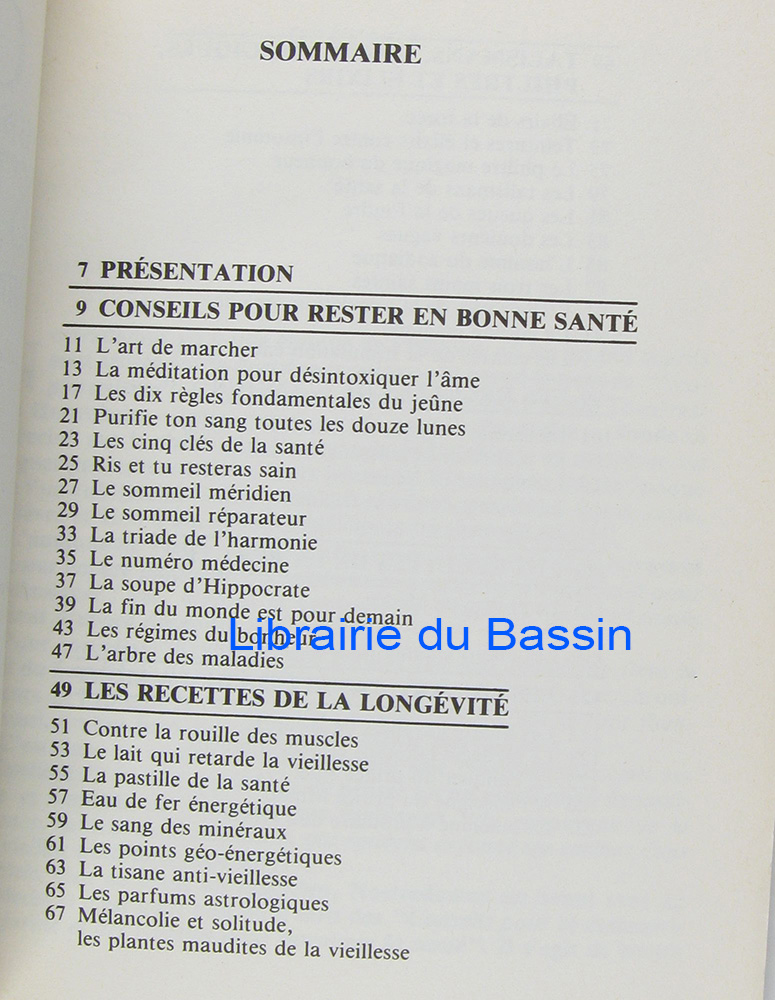 SOMMAIRE
7 PRÉSENTATION
9 CONSEILS POUR RESTER EN BONNE SANTÉ
11 L'art de marcher
13 La méditation pour désintoxiquer l'âme
17 Les dix règles fondamentales du jeûne
21 Purifie ton sang toutes les douze lunes
23 Les cinq clés de la santé
25 Ris et tu resteras sain
27 Le sommeil méridien
29 Le sommeil réparateur
33 La triade de l'harmonie
35 Le numéro médecine
37 La soupe d'Hippocrate
39 La fin du monde est pour demain
43 Les régimes du bonheur
Librairie du Bassin
47 L'arbre des maladies
49 LES RECETTES DE LA LONGÉVITÉ
51 Contre la rouille des muscles
53 Le lait qui retarde la vieillesse
55 La pastille de la santé
57 Eau de fer énergétique
59 Le sang des minéraux
61 Les points géo-énergétiques
63 La tisane anti-vieillesse
65 Les parfums astrologiques
67 Mélancolie et solitude,
les plantes maudites de la vieillesse